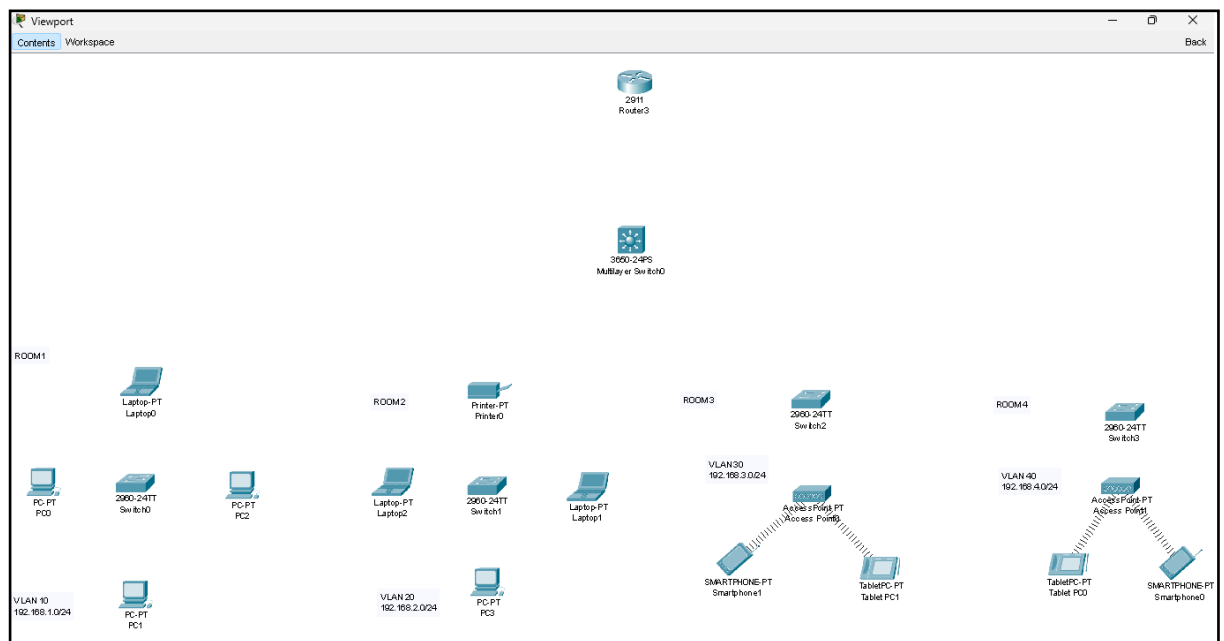 Viewport
Contents Workspace Back
2911
Router3
3650-24PS
Multilayer Switch0
ROOM1
Laptop-PT
Laptop0
ROOM2
Printer-PT
Printer0
ROOM3
2960-24TT
Switch2
ROOM4
2960-24TT
Switch3
PC-PT
PC0
2960-24TT
Switch0
PC-PT
PC2
Laptop-PT
Laptop2
2960-24TT
Switch1
Laptop-PT
Laptop1
VLAN30
192.168.3.0/24
AccessPoint-PT
Access Point0
VLAN 40
192.168.4.0/24
AccessPoint-PT
Access Point1
SMARTPHONE-PT
Smartphone1
TabletPC-PT
Tablet PC1
TabletPC-PT
Tablet PC0
SMARTPHONE-PT
Smartphone0
VLAN 10
192.168.1.0/24
PC-PT
PC1
VLAN 20
192.168.2.0/24
PC-PT
PC3